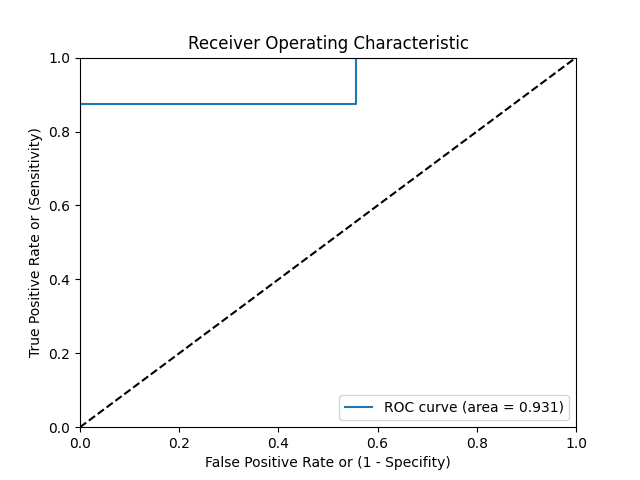 Receiver Operating Characteristic
True Positive Rate or (Sensitivity)
1.0
0.8
0.6
0.4
0.2
0.0
ROC curve (area = 0.931)
0.0 0.2 0.4 0.6 0.8 1.0
False Positive Rate or (1 - Specifity)